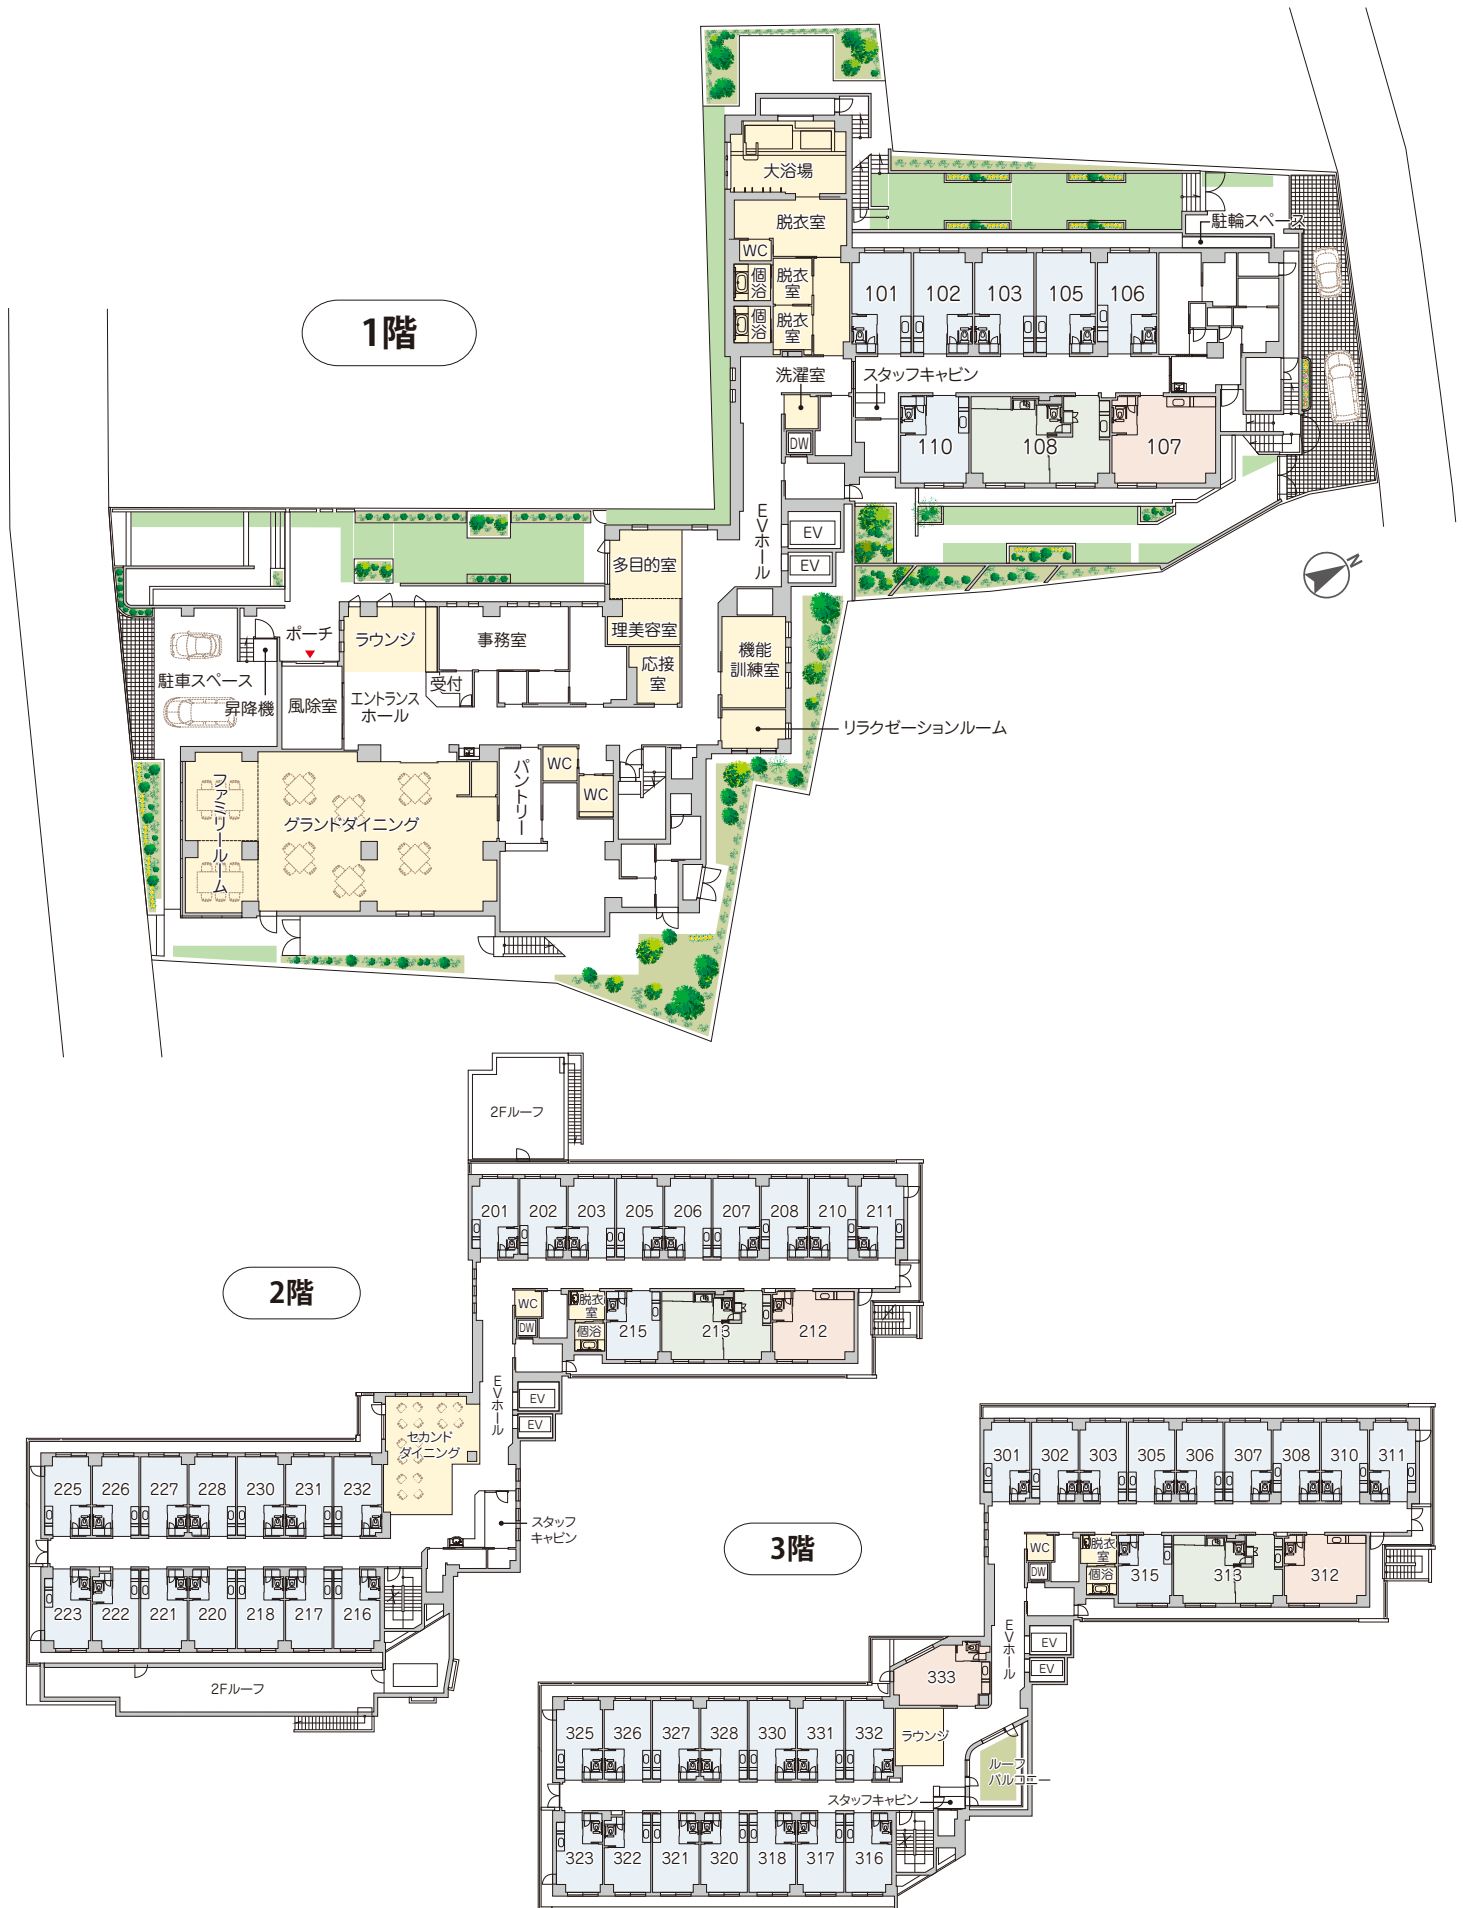 1階
大浴場
脱衣室
WC
個浴
脱衣室
個浴
脱衣室
駐輪スペース
101
102
103
105
106
洗濯室
スタッフキャビン
DW
110
108
107
EVホール
EV
EV
N
多目的室
理美容室
応接室
機能訓練室
リラクゼーションルーム
ポーチ
ラウンジ
事務室
受付
駐車スペース
昇降機
風除室
エントランスホール
ファミリールーム
グランドダイニング
パントリー
WC
WC
2階
2Fルーフ
201
202
203
205
206
207
208
210
211
WC
DW
脱衣室
個浴
215
213
212
EVホール
EV
EV
セカンドダイニング
スタッフキャビン
225
226
227
228
230
231
232
223
222
221
220
218
217
216
2Fルーフ
3階
301
302
303
305
306
307
308
310
311
WC
DW
脱衣室
個浴
315
313
312
EVホール
EV
EV
333
ラウンジ
ルーフバルコニー
スタッフキャビン
325
326
327
328
330
331
332
323
322
321
320
318
317
316